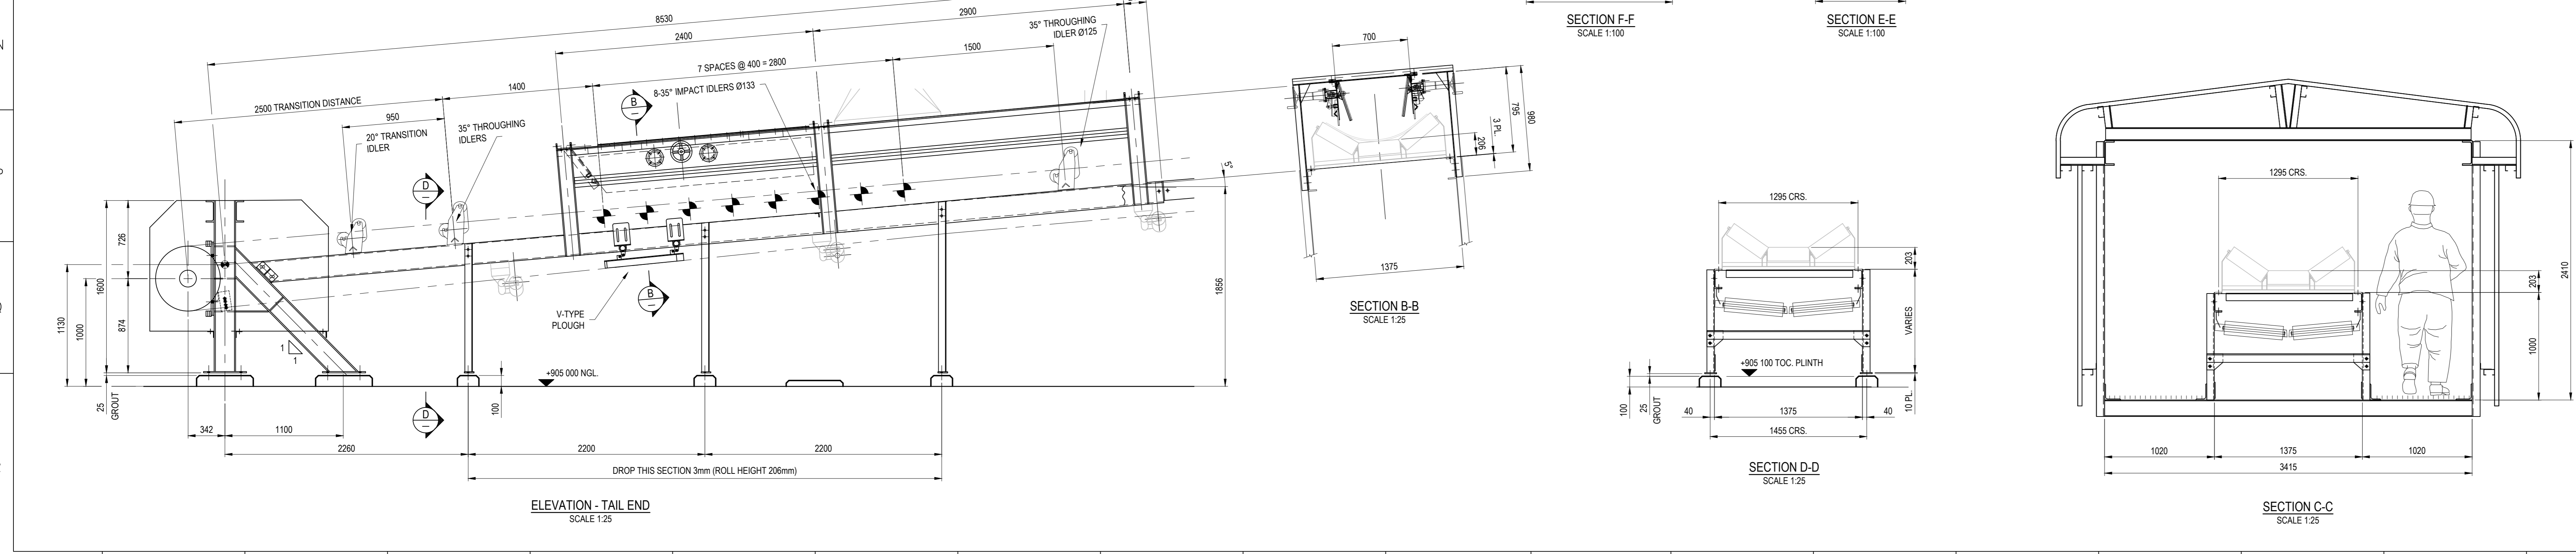 8530
2900
2400
35° THROUGHING
IDLER Ø125
1500
7 SPACES @ 400 = 2800
1400
8-35° IMPACT IDLERS Ø133
2500 TRANSITION DISTANCE
950
20° TRANSITION
IDLER
35° THROUGHING
IDLERS
B
D
5°
726
1600
874
1130
1000
1856
V-TYPE
PLOUGH
B
1
1
+905 000 NGL.
25
GROUT
100
D
342
1100
2260
2200
2200
DROP THIS SECTION 3mm (ROLL HEIGHT 206mm)
ELEVATION - TAIL END
SCALE 1:25
700
206
3 PL.
795
980
1375
SECTION B-B
SCALE 1:25
SECTION F-F
SCALE 1:100
SECTION E-E
SCALE 1:100
1295 CRS.
203
VARIES
+905 100 TOC. PLINTH
100
25
GROUT
10 PL.
40
1375
40
1455 CRS.
SECTION D-D
SCALE 1:25
1295 CRS.
203
2410
1000
1020
1375
1020
3415
SECTION C-C
SCALE 1:25
N